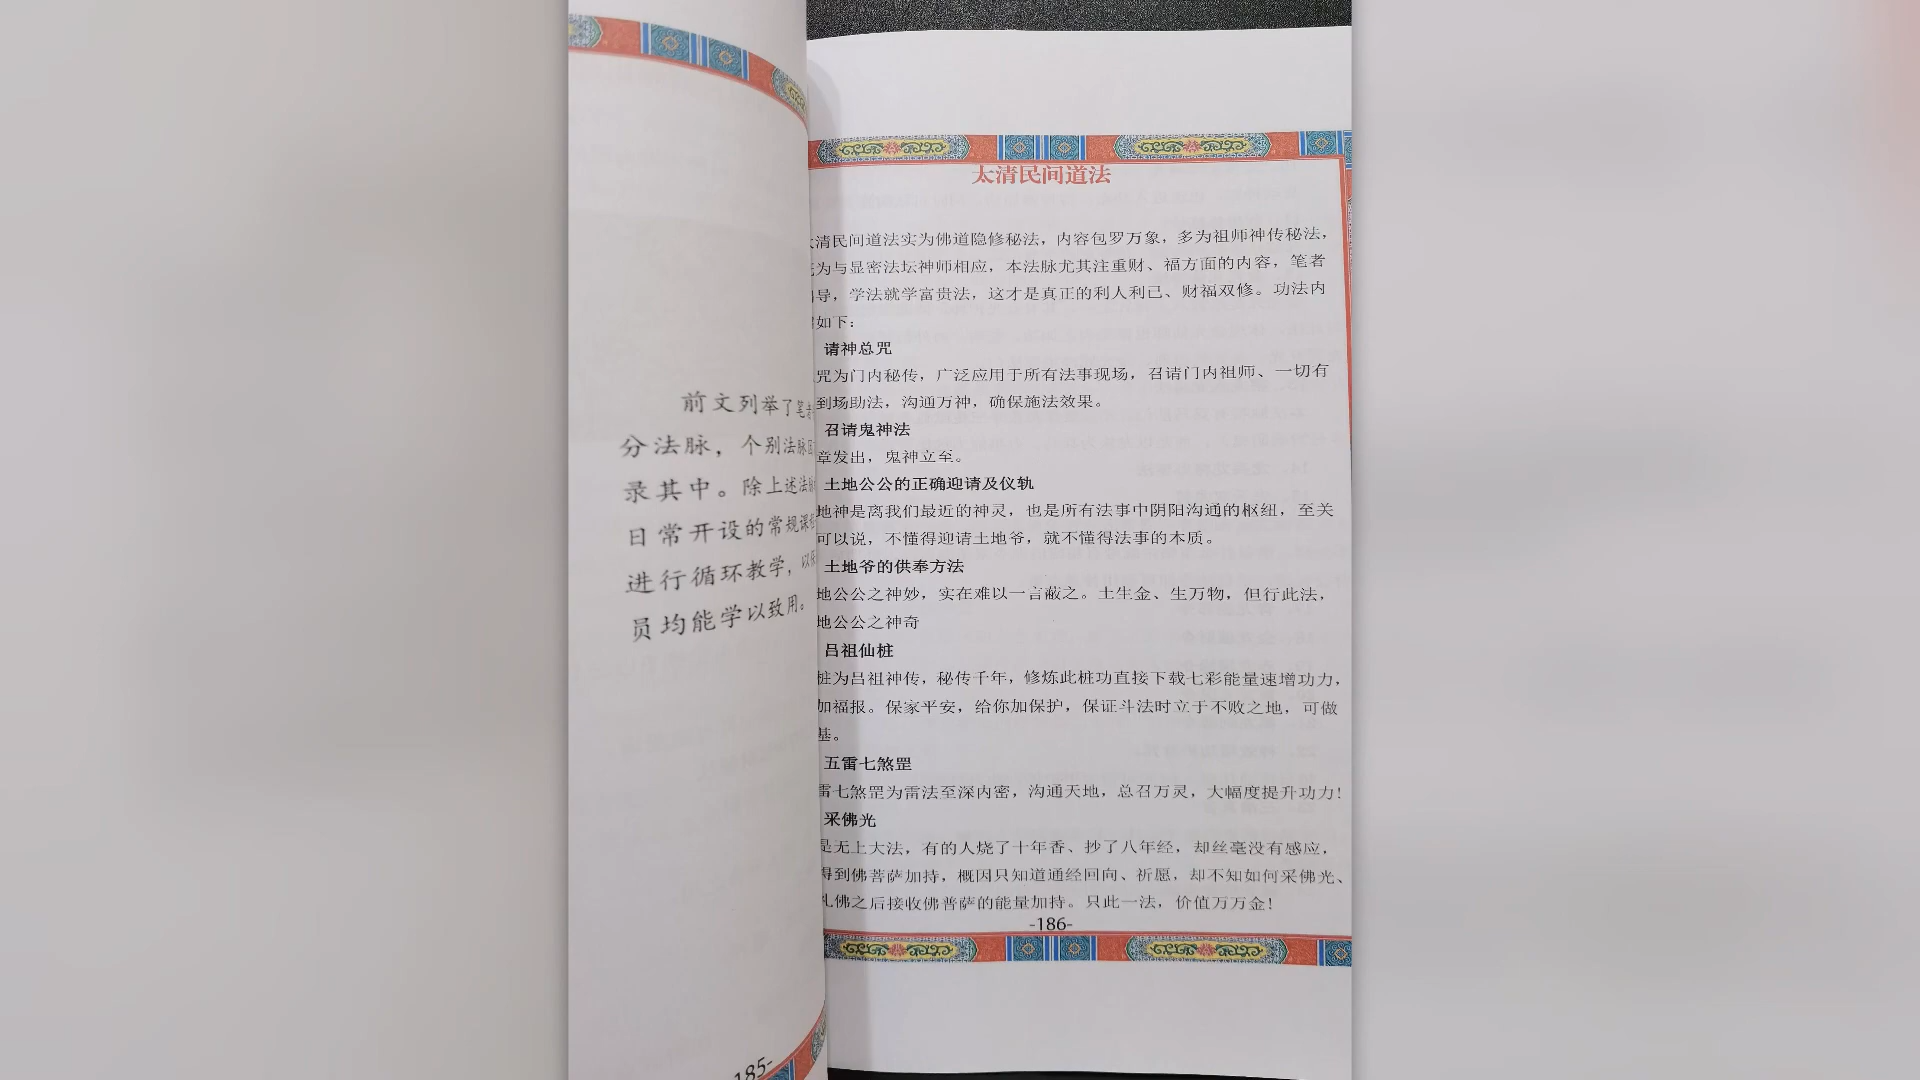 前文列举了笔者
分法脉，个别法脉因
录其中。除上述法脉
日常开设的常规课程
进行循环教学，以保
员均能学以致用。
185-
太清民间道法
太清民间道法实为佛道隐修秘法，内容包罗万象，多为祖师神传秘法，
为与显密法坛神师相应，本法脉尤其注重财、福方面的内容，笔者
导，学法就学富贵法，这才是真正的利人利己、财福双修。功法内
如下：
请神总咒
咒为门内秘传，广泛应用于所有法事现场，召请门内祖师、一切有
到场助法，沟通万神，确保施法效果。
召请鬼神法
章发出，鬼神立至。
土地公公的正确迎请及仪轨
地神是离我们最近的神灵，也是所有法事中阴阳沟通的枢纽，至关
可以说，不懂得迎请土地爷，就不懂得法事的本质。
土地爷的供奉方法
地公公之神妙，实在难以一言蔽之。土生金、生万物，但行此法，
地公公之神奇
吕祖仙桩
桩为吕祖神传，秘传千年，修炼此桩功直接下载七彩能量速增功力，
加福报。保家平安，给你加保护，保证斗法时立于不败之地，可做
基。
五雷七煞罡
雷七煞罡为雷法至深内密，沟通天地，总召万灵，大幅度提升功力！
采佛光
是无上大法，有的人烧了十年香、抄了八年经，却丝毫没有感应，
得到佛菩萨加持，概因只知道通经回向、祈愿，却不知如何采佛光、
礼佛之后接收佛普萨的能量加持。只此一法，价值万万金！
-186-